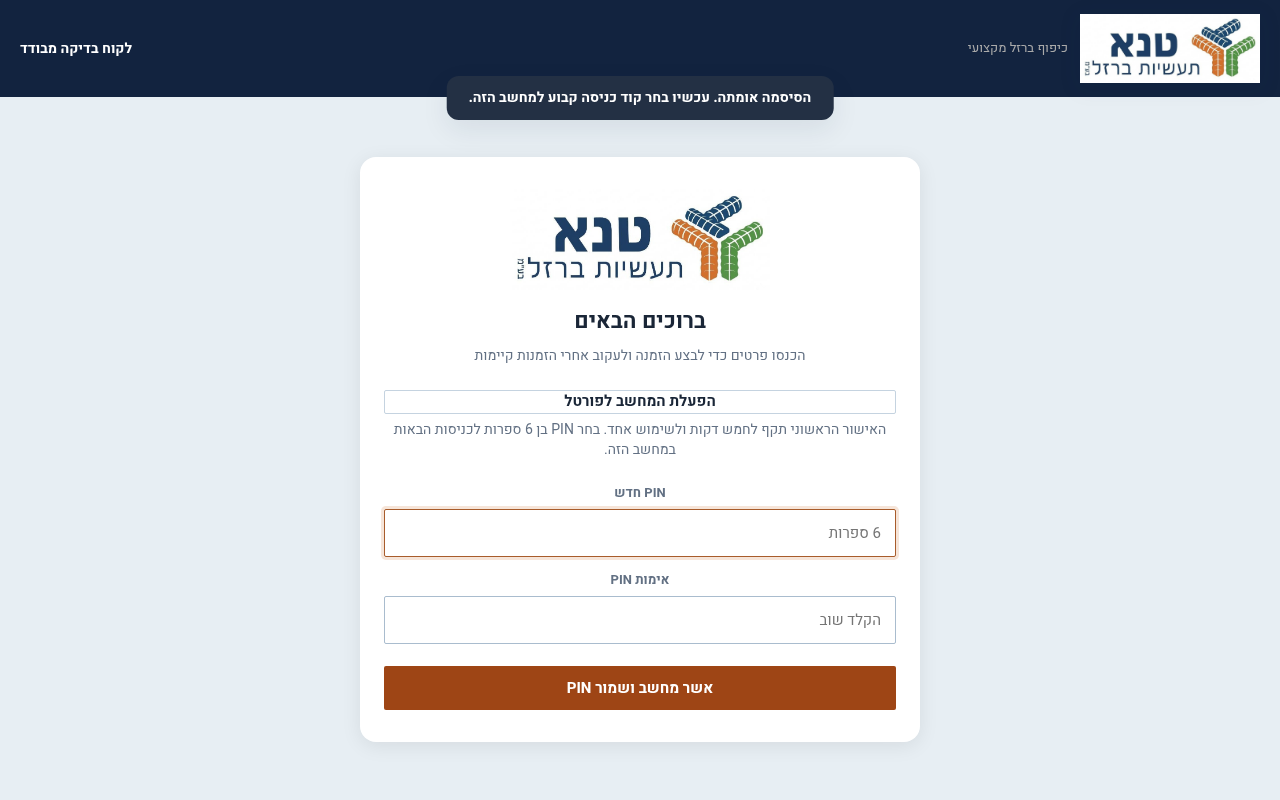 טנא
תעשיות ברזל בע"מ
כיפוף ברזל מקצועי
לקוח בדיקה מבודד
הסיסמה אומתה. עכשיו בחר קוד כניסה קבוע למחשב הזה.
טנא
תעשיות ברזל בע"מ
ברוכים הבאים
הכנסו פרטים כדי לבצע הזמנה ולעקוב אחרי הזמנות קיימות
הפעלת המחשב לפורטל
האישור הראשוני תקף לחמש דקות ולשימוש אחד. בחר PIN בן 6 ספרות לכניסות הבאות
במחשב הזה.
PIN חדש
6 ספרות
אימות PIN
הקלד שוב
אשר מחשב ושמור PIN